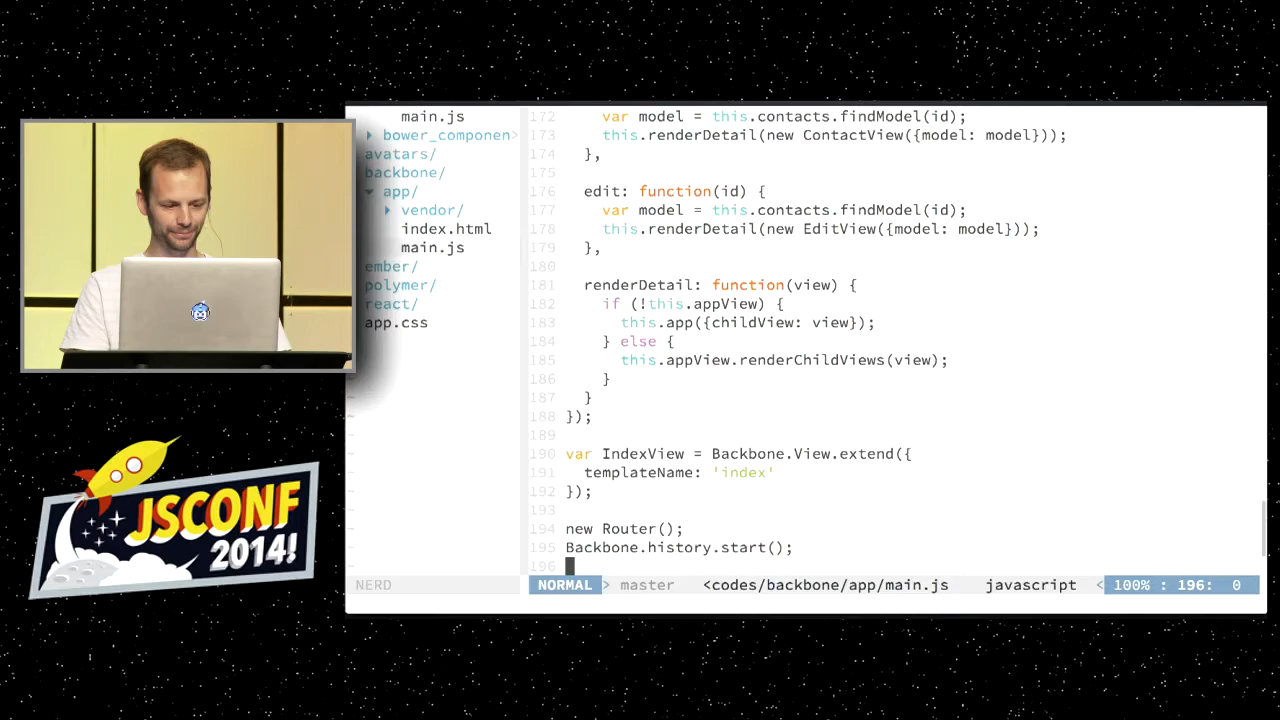 main.js
bower_componen>
avatars/
backbone/
app/
vendor/
index.html
main.js
ember/
polymer/
react/
app.css
NERD
172 var model = this.contacts.findModel(id);
173 this.renderDetail(new ContactView({model: model}));
174 },
175
176 edit: function(id) {
177 var model = this.contacts.findModel(id);
178 this.renderDetail(new EditView({model: model}));
179 },
180
181 renderDetail: function(view) {
182 if (!this.appView) {
183 this.app({childView: view});
184 } else {
185 this.appView.renderChildViews(view);
186 }
187 }
188 });
189
190 var IndexView = Backbone.View.extend({
191 templateName: 'index'
192 });
193
194 new Router();
195 Backbone.history.start();
196
NORMAL > master <codes/backbone/app/main.js javascript < 100% : 196: 0
JSCONF
2014!